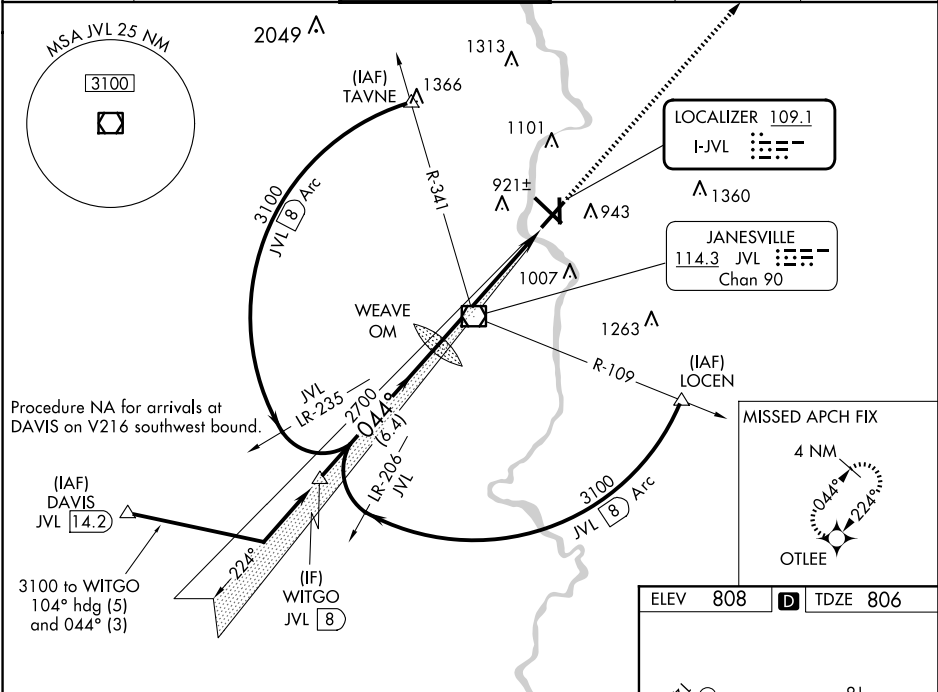 MSA JVL 25 NM
3100
2049
1313
(IAF)
TAVNE
1366
1101
LOCALIZER 109.1
I-JVL
R-341
921±
943
1360
3100
JVL 8 Arc
JANESVILLE
114.3 JVL
Chan 90
1007
WEAVE
OM
1263
R-109
(IAF)
LOCEN
JVL
LR-235
2700
044°
(6.4)
LR-206
JVL
Procedure NA for arrivals at
DAVIS on V216 southwest bound.
MISSED APCH FIX
4 NM
044°
224°
OTLEE
(IAF)
DAVIS
JVL 14.2
3100
JVL 8 Arc
224°
3100 to WITGO
104° hdg (5)
and 044° (3)
(IF)
WITGO
JVL 8
ELEV 808 D TDZE 806